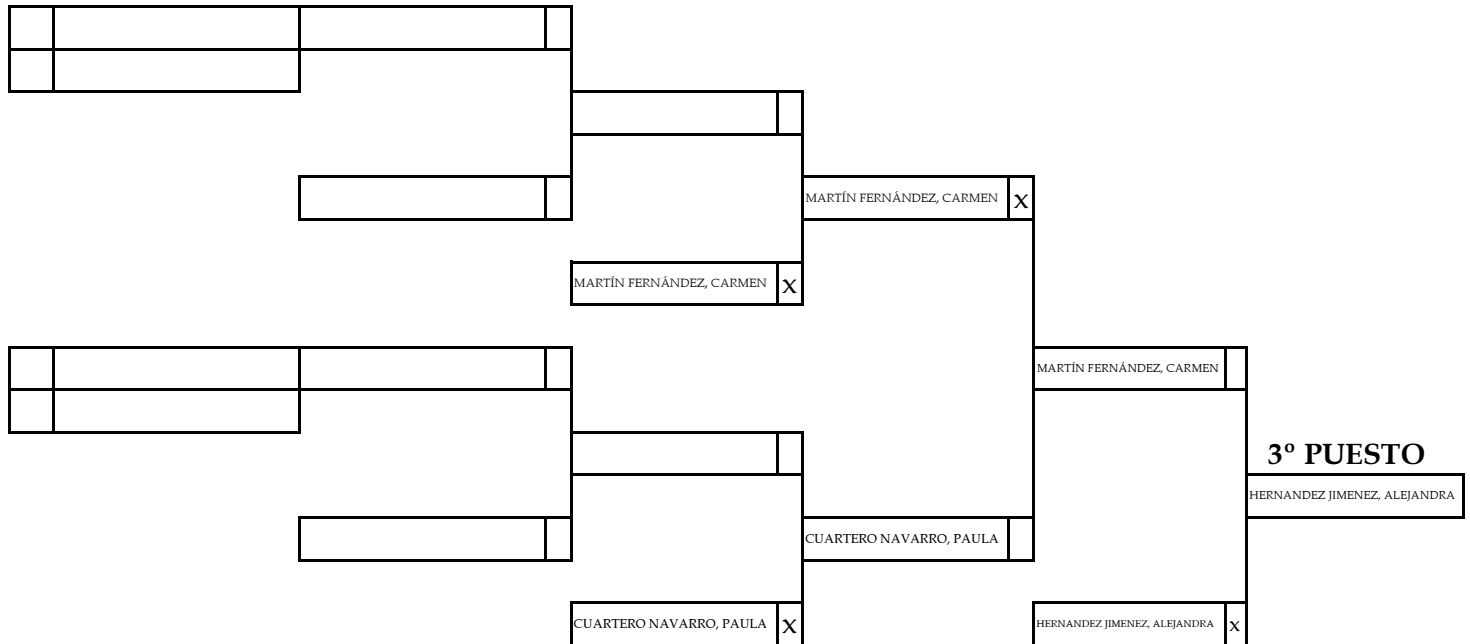 MARTÍN FERNÁNDEZ, CARMEN X
MARTÍN FERNÁNDEZ, CARMEN X
MARTÍN FERNÁNDEZ, CARMEN
3º PUESTO
HERNANDEZ JIMENEZ, ALEJANDRA
CUARTERO NAVARRO, PAULA
CUARTERO NAVARRO, PAULA X
HERNANDEZ JIMENEZ, ALEJANDRA x